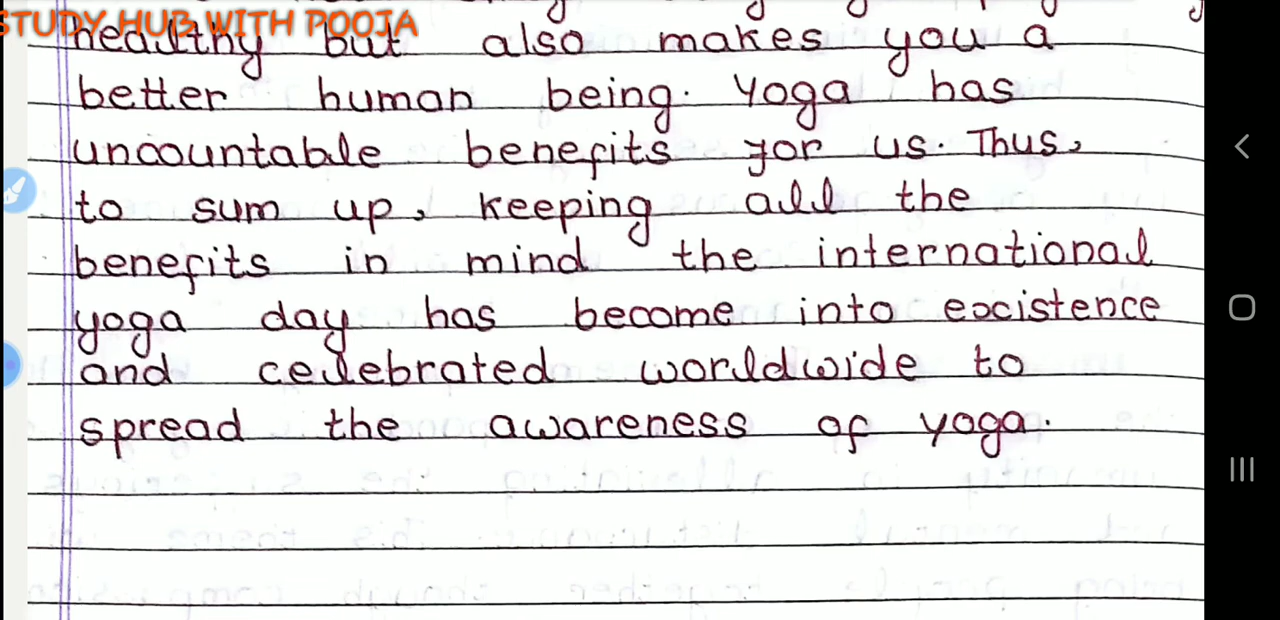 STUDY HUB WITH POOJA
healthy but also makes you a
better human being. Yoga has
uncountable benefits for us. Thus,
to sum up, keeping all the
benefits in mind the international
yoga day has become into existence
and celebrated worldwide to
spread the awareness of yoga.